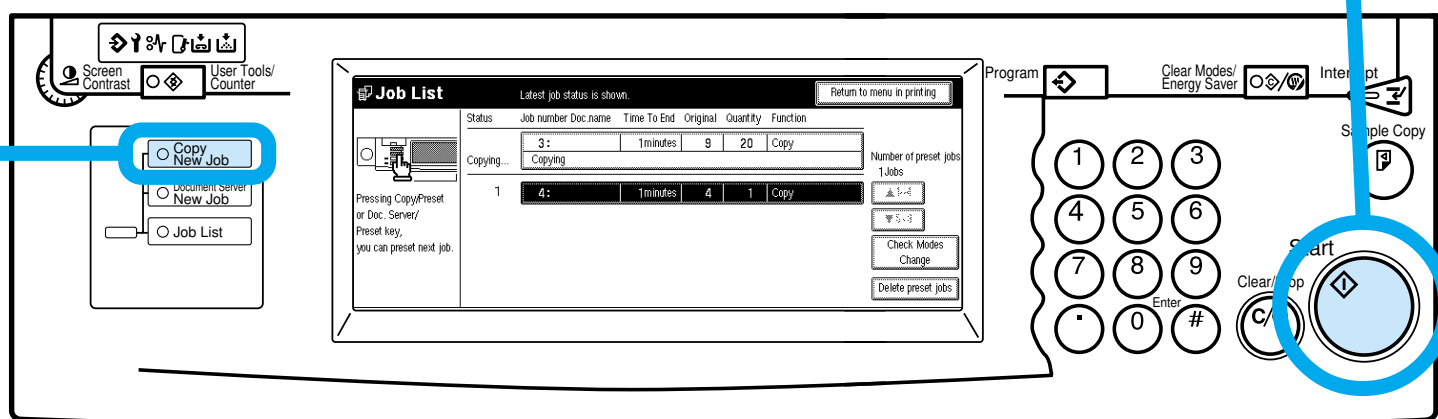 Screen
Contrast
User Tools/
Counter
Copy
New Job
Document Server
New Job
Job List
Job List
Latest job status is shown.
Return to menu in printing
Status Job number Doc.name Time To End Original Quantity Function
3: 1minutes 9 20 Copy
Copying... Copying
1 4: 1minutes 4 1 Copy
Pressing Copy/Preset
or Doc. Server/
Preset key,
you can preset next job.
Number of preset jobs
1Jobs
Check Modes
Change
Delete preset jobs
Program
Clear Modes/
Energy Saver
Sample Copy
1 2 3
4 5 6
7 8 9
. 0 #
Enter
Start